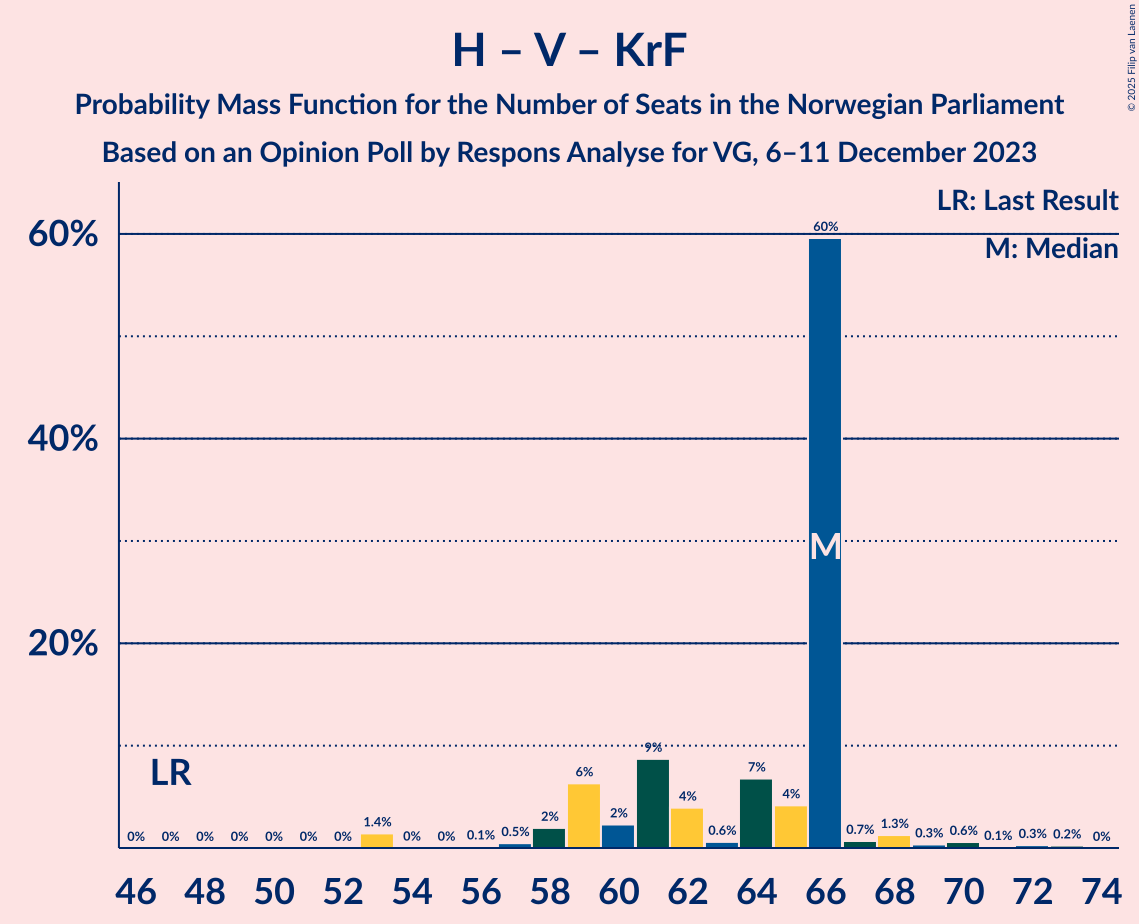 H – V – KrF
Probability Mass Function for the Number of Seats in the Norwegian Parliament
Based on an Opinion Poll by Respons Analyse for VG, 6–11 December 2023
© 2025 Filip van Laenen
LR: Last Result
M: Median
60%
40%
20%
60%
M
LR
0% 0% 0% 0% 0% 0% 0% 1.4% 0% 0% 0.1% 0.5% 2% 6% 2% 9% 4% 0.6% 7% 4% 0.7% 1.3% 0.3% 0.6% 0.1% 0.3% 0.2% 0%
46 48 50 52 54 56 58 60 62 64 66 68 70 72 74